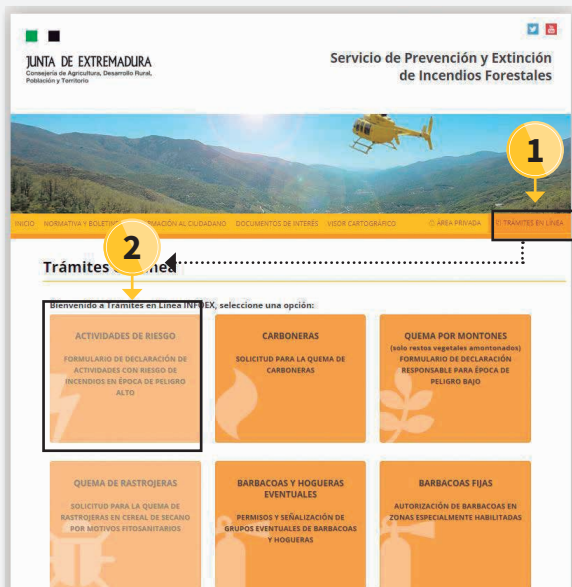 JUNTA DE EXTREMADURA
Consejería de Agricultura, Desarrollo Rural,
Población y Territorio
Servicio de Prevención y Extinción
de Incendios Forestales
1
INICIO NORMATIVA Y ÁREA PRIVADA TRÁMITES EN LÍNEA
AL CIUDADANO DOCUMENTOS DE INTERÉS VISOR CARTOGRÁFICO
2
Trámites
Bienvenido a Trámites en Línea INFOEX, seleccione una opción:
ACTIVIDADES DE RIESGO
FORMULARIO DE DECLARACIÓN DE
ACTIVIDADES CON RIESGO DE
INCENDIOS EN ÉPOCA DE PELIGRO
ALTO
CARBONERAS
SOLICITUD PARA LA QUEMA DE
CARBONERAS
QUEMA POR MONTONES
(solo restos vegetales amontonados)
FORMULARIO DE DECLARACIÓN
RESPONSABLE PARA ÉPOCA DE
PELIGRO BAJO
QUEMA DE RASTROJERAS
SOLICITUD PARA LA QUEMA DE
RASTROJERAS EN CEREAL DE SECANO
POR MOTIVOS FITOSANITARIOS
BARBACOAS Y HOGUERAS
EVENTUALES
PERMISOS Y SEÑALIZACIÓN DE
GRUPOS EVENTUALES DE BARBACOAS
Y HOGUERAS
BARBACOAS FIJAS
AUTORIZACIÓN DE BARBACOAS EN
ZONAS ESPECIALMENTE HABILITADAS